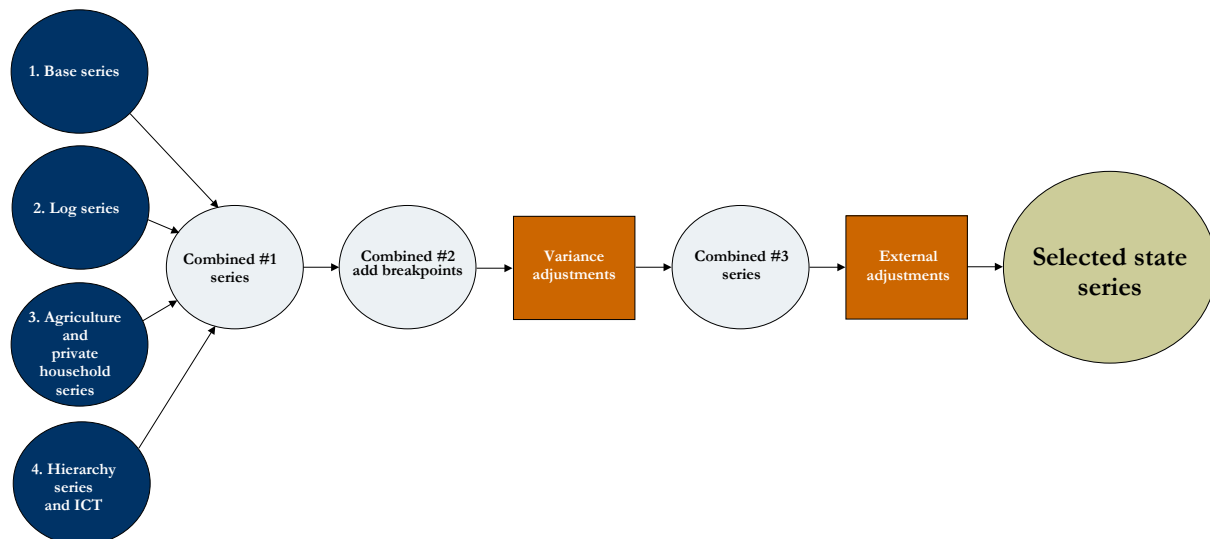 1. Base series
2. Log series
3. Agriculture
and
private
household
series
4. Hierarchy
series
and ICT
Combined #1
series
Combined #2
add breakpoints
Variance
adjustments
Combined #3
series
External
adjustments
Selected state
series